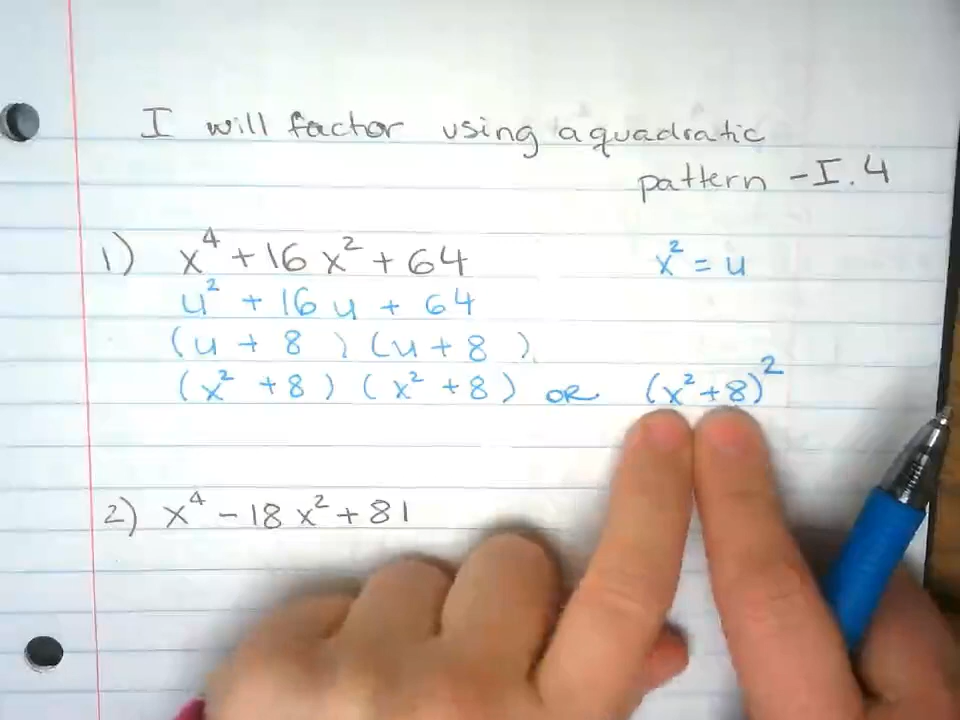 I will factor using a quadratic
pattern - I.4
1) x⁴ + 16x² + 64 x² = u
u² + 16u + 64
(u + 8) (u + 8).
(x² + 8) (x² + 8) OR (x² + 8)²
2) x⁴ - 18x² + 81